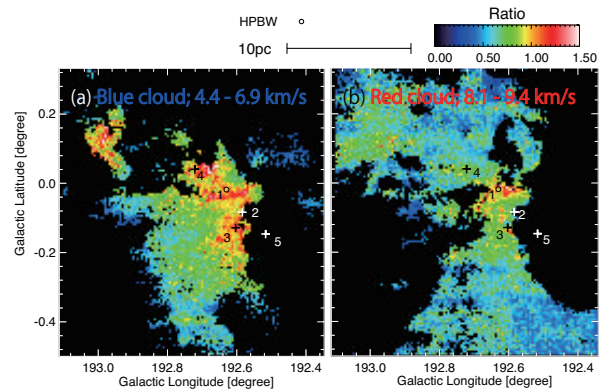 HPBW
Ratio
10pc
0.00 0.50 1.00 1.50
(a) Blue cloud; 4.4 - 6.9 km/s
(b) Red cloud; 8.1 - 9.4 km/s
0.2
0.0
-0.2
-0.4
Galactic Latitude [degree]
4
1
2
3
5
4
1
2
3
5
193.0 192.8 192.6 192.4
193.0 192.8 192.6 192.4
Galactic Longitude [degree]
Galactic Longitude [degree]